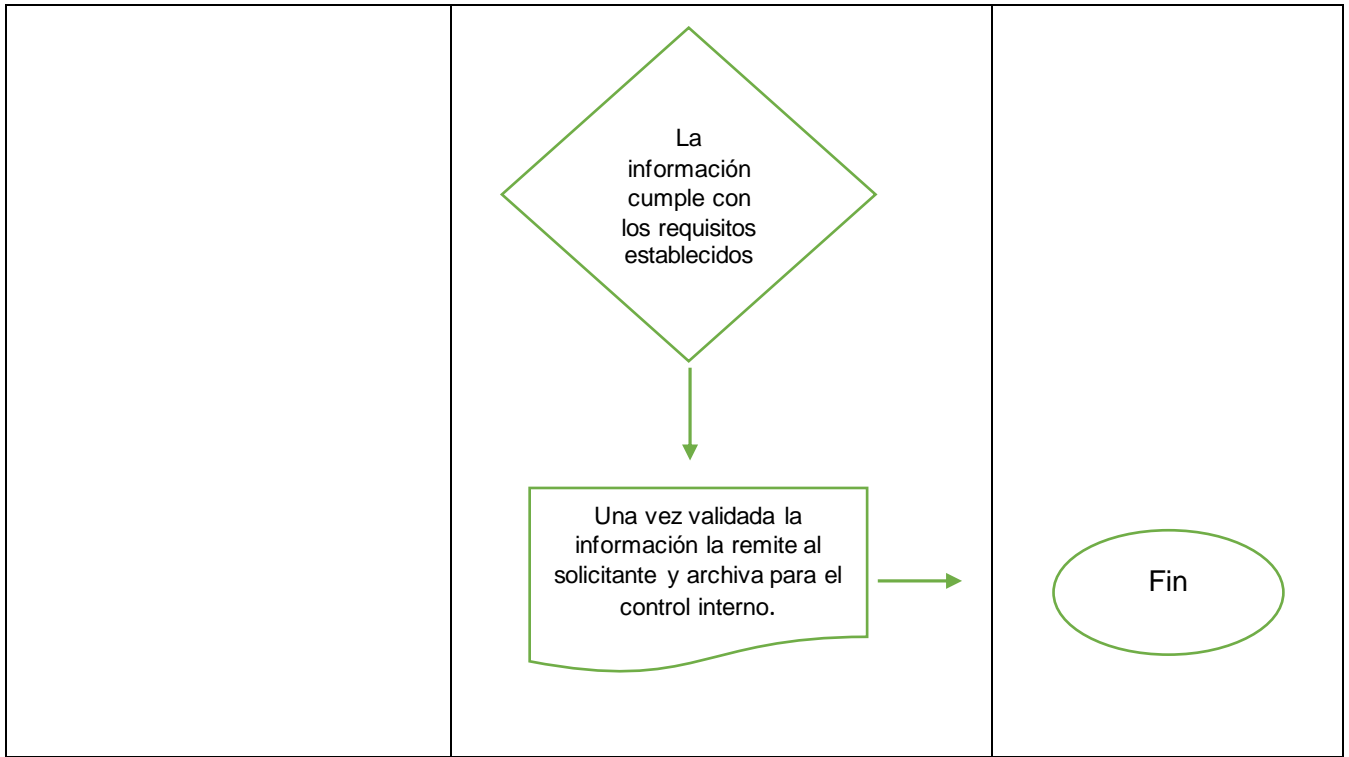 La
información
cumple con
los requisitos
establecidos
Una vez validada la
información la remite al
solicitante y archiva para el
control interno.
Fin